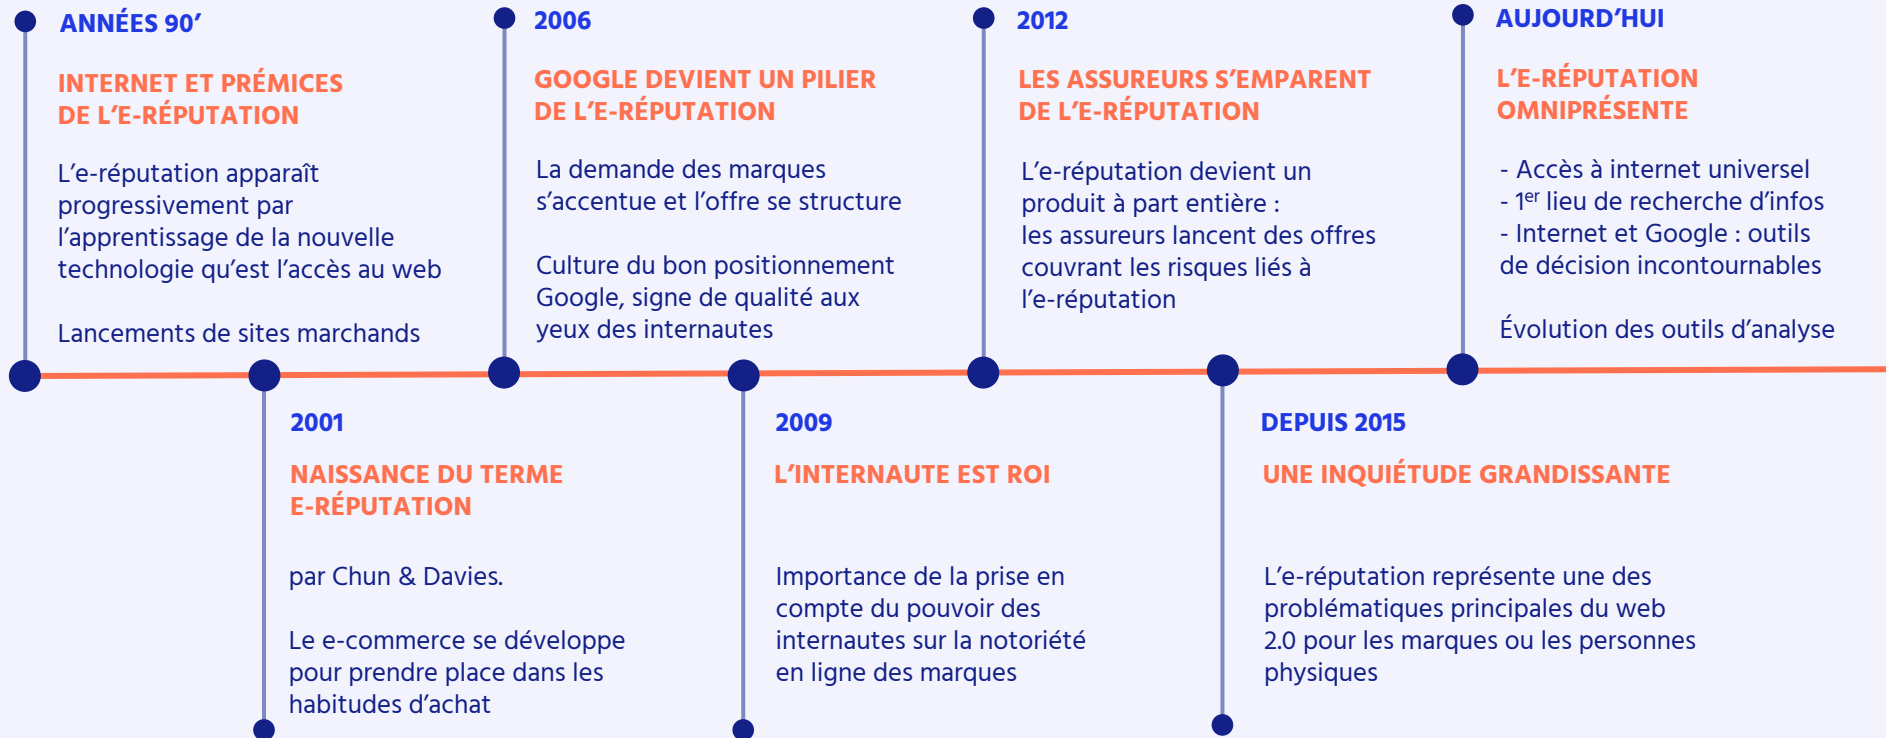 ANNÉES 90’
INTERNET ET PRÉMICES
DE L’E-RÉPUTATION
L’e-réputation apparaît
progressivement par
l’apprentissage de la nouvelle
technologie qu’est l’accès au web
Lancements de sites marchands
2001
NAISSANCE DU TERME
E-RÉPUTATION
par Chun & Davies.
Le e-commerce se développe
pour prendre place dans les
habitudes d’achat
2006
GOOGLE DEVIENT UN PILIER
DE L’E-RÉPUTATION
La demande des marques
s’accentue et l’offre se structure
Culture du bon positionnement
Google, signe de qualité aux
yeux des internautes
2009
L’INTERNAUTE EST ROI
Importance de la prise en
compte du pouvoir des
internautes sur la notoriété
en ligne des marques
2012
LES ASSUREURS S’EMPARENT
DE L’E-RÉPUTATION
L’e-réputation devient un
produit à part entière :
les assureurs lancent des offres
couvrant les risques liés à
l’e-réputation
DEPUIS 2015
UNE INQUIÉTUDE GRANDISSANTE
L’e-réputation représente une des
problématiques principales du web
2.0 pour les marques ou les personnes
physiques
AUJOURD’HUI
L’E-RÉPUTATION
OMNIPRÉSENTE
- Accès à internet universel
- 1er lieu de recherche d’infos
- Internet et Google : outils
de décision incontournables
Évolution des outils d’analyse